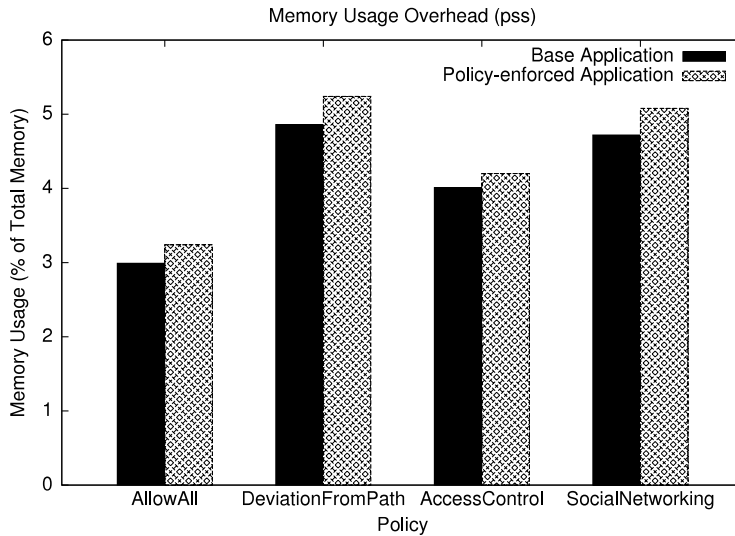 Memory Usage Overhead (pss)
Base Application
Policy-enforced Application
Memory Usage (% of Total Memory)
6
5
4
3
2
1
0
AllowAll DeviationFromPath AccessControl SocialNetworking
Policy